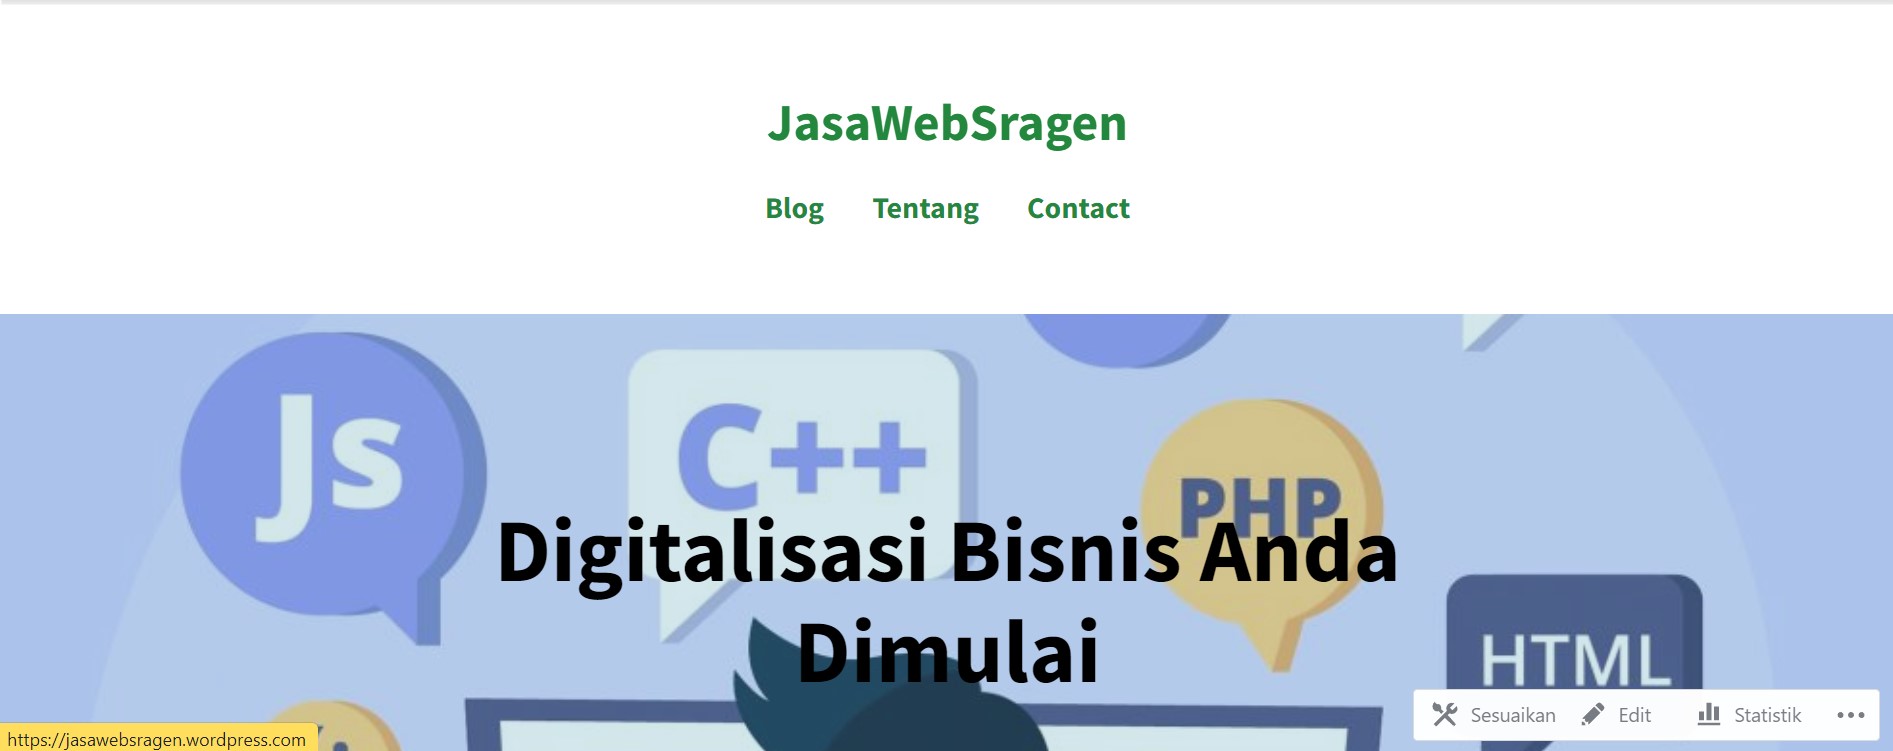 JasaWebSragen
Blog Tentang Contact
Js
C++
PHP
Digitalisasi Bisnis Anda
Dimulai
HTML
Sesuaikan Edit Statistik
https://jasawebsragen.wordpress.com